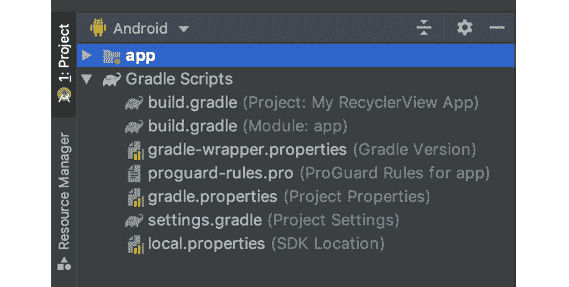 1: Project
Resource Manager
Android
app
Gradle Scripts
build.gradle (Project: My RecyclerView App)
build.gradle (Module: app)
gradle-wrapper.properties (Gradle Version)
proguard-rules.pro (ProGuard Rules for app)
gradle.properties (Project Properties)
settings.gradle (Project Settings)
local.properties (SDK Location)